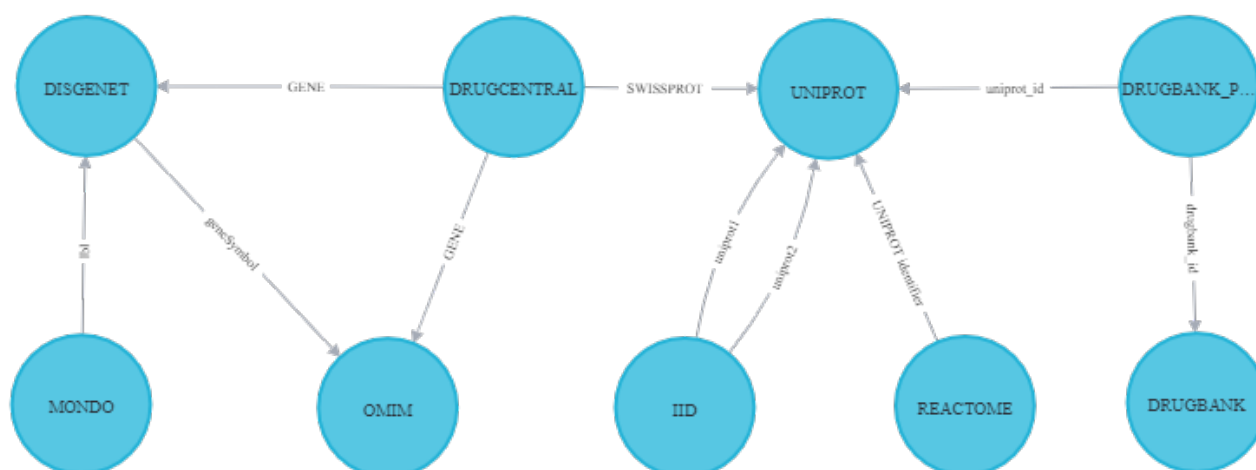 DISGENET
GENE
DRUGCENTRAL
SWISSPROT
UNIPROT
uniprot_id
DRUGBANK_P...
geneSymbol
GENE
uniprot1
uniprot2
UNIPROT identifier
drugbank_id
MONDO
OMIM
IID
REACTOME
DRUGBANK